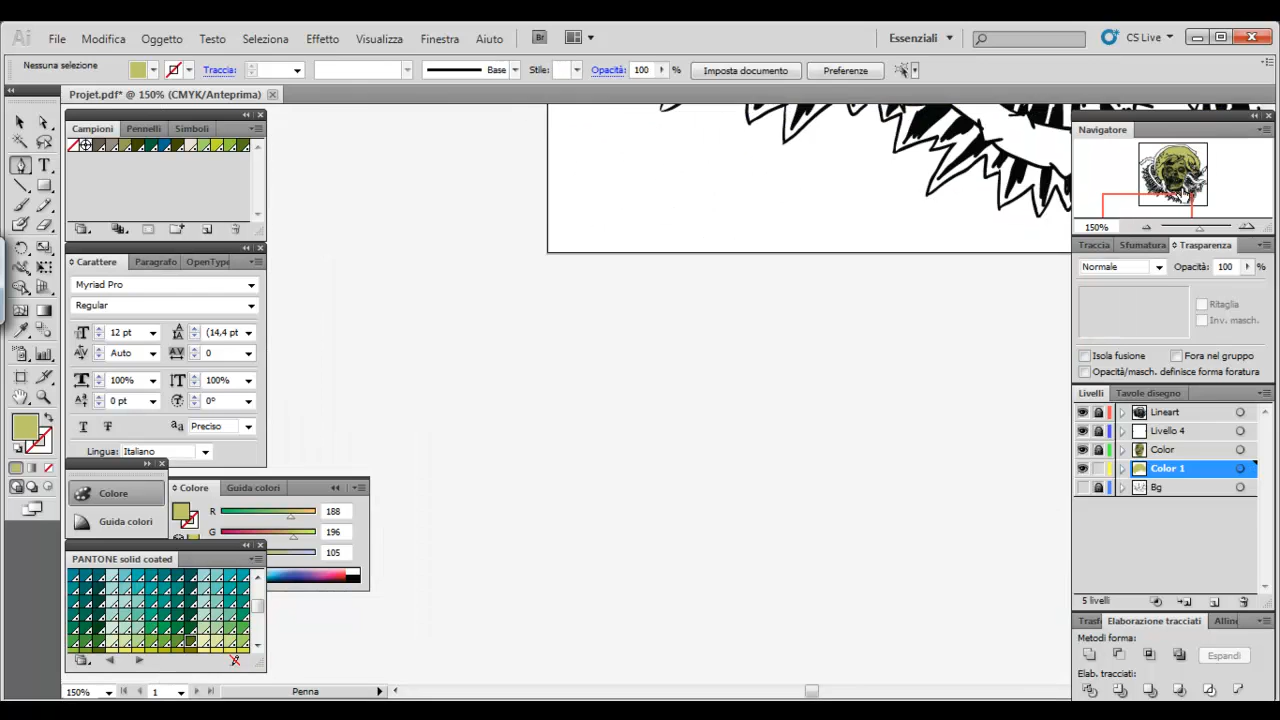 Ai File Modifica Oggetto Testo Seleziona Effetto Visualizza Finestra Aiuto Br Essenziali CS Live
Nessuna selezione Traccia: Base Stile: Opacità: 100 % Imposta documento Preferenze
Projet.pdf* @ 150% (CMYK/Anteprima)
Campioni Pennelli Simboli
Navigatore
150%
Traccia Sfumatura Trasparenza
Carattere Paragrafo OpenType
Normale Opacità: 100 %
Myriad Pro
Regular
Ritaglia
Inv. masch.
12 pt (14,4 pt
Auto 0
Isola fusione Fora nel gruppo
Opacità/masch. definisce forma foratura
100% 100%
0 pt 0°
Livelli Tavole disegno
Lineart
Livello 4
Color
Color 1
Bg
Preciso
Lingua: Italiano
Colore
Guida colori
Colore Guida colori
R 188
G 196
105
PANTONE solid coated
5 livelli
Trasf Elaborazione tracciati Allin
Metodi forma:
Espandi
Elab. tracciati:
150% 1 Penna